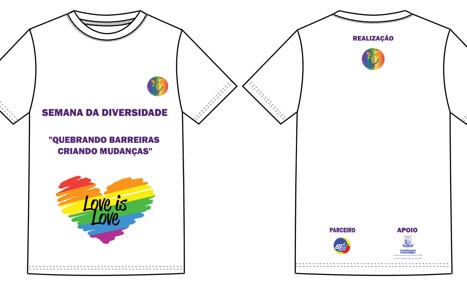 SEMANA DA DIVERSIDADE
"QUEBRANDO BARREIRAS
CRIANDO MUDANÇAS"
Love is
Love
REALIZAÇÃO
PARCEIRO
APOIO